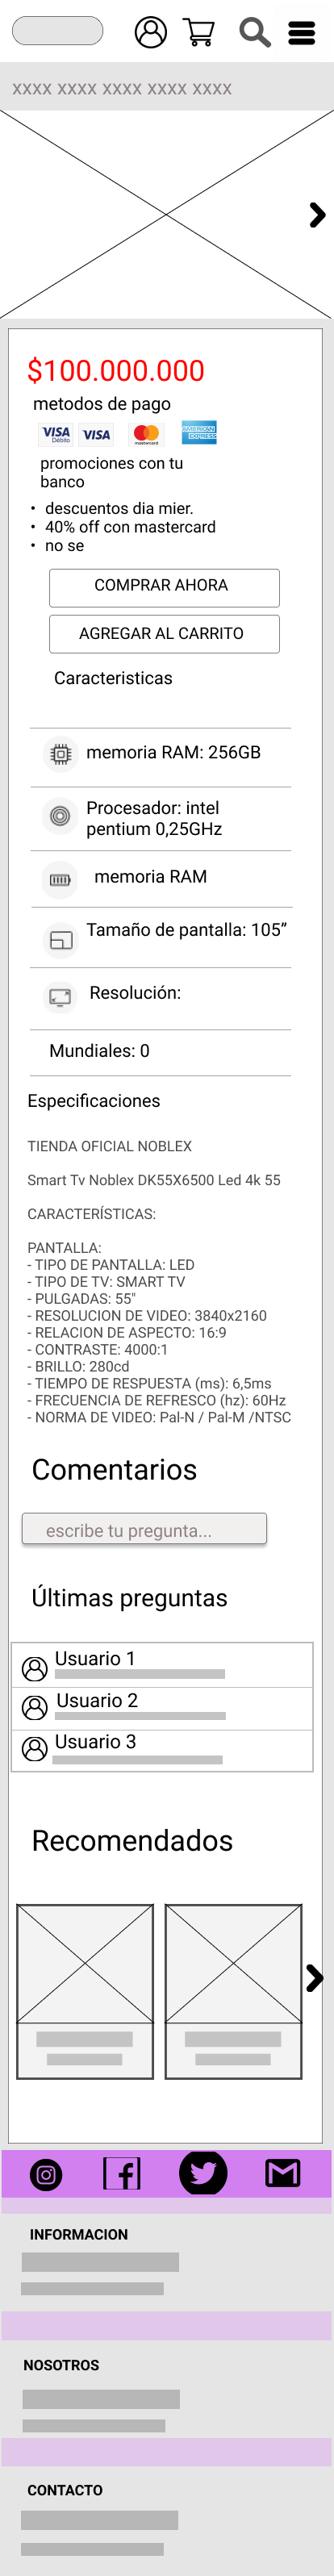 xxxx xxxx xxxx xxxx xxxx
$100.000.000
metodos de pago
VISA
Débito
VISA
mastercard
AMERICAN
EXPRESS
promociones con tu
banco
• descuentos dia mier.
• 40% off con mastercard
• no se
COMPRAR AHORA
AGREGAR AL CARRITO
Caracteristicas
memoria RAM: 256GB
Procesador: intel
pentium 0,25GHz
memoria RAM
Tamaño de pantalla: 105”
Resolución:
Mundiales: 0
Especificaciones
TIENDA OFICIAL NOBLEX
Smart Tv Noblex DK55X6500 Led 4k 55
CARACTERÍSTICAS:
PANTALLA:
- TIPO DE PANTALLA: LED
- TIPO DE TV: SMART TV
- PULGADAS: 55"
- RESOLUCION DE VIDEO: 3840x2160
- RELACION DE ASPECTO: 16:9
- CONTRASTE: 4000:1
- BRILLO: 280cd
- TIEMPO DE RESPUESTA (ms): 6,5ms
- FRECUENCIA DE REFRESCO (hz): 60Hz
- NORMA DE VIDEO: Pal-N / Pal-M /NTSC
Comentarios
escribe tu pregunta...
Últimas preguntas
Usuario 1
Usuario 2
Usuario 3
Recomendados
INFORMACION
NOSOTROS
CONTACTO